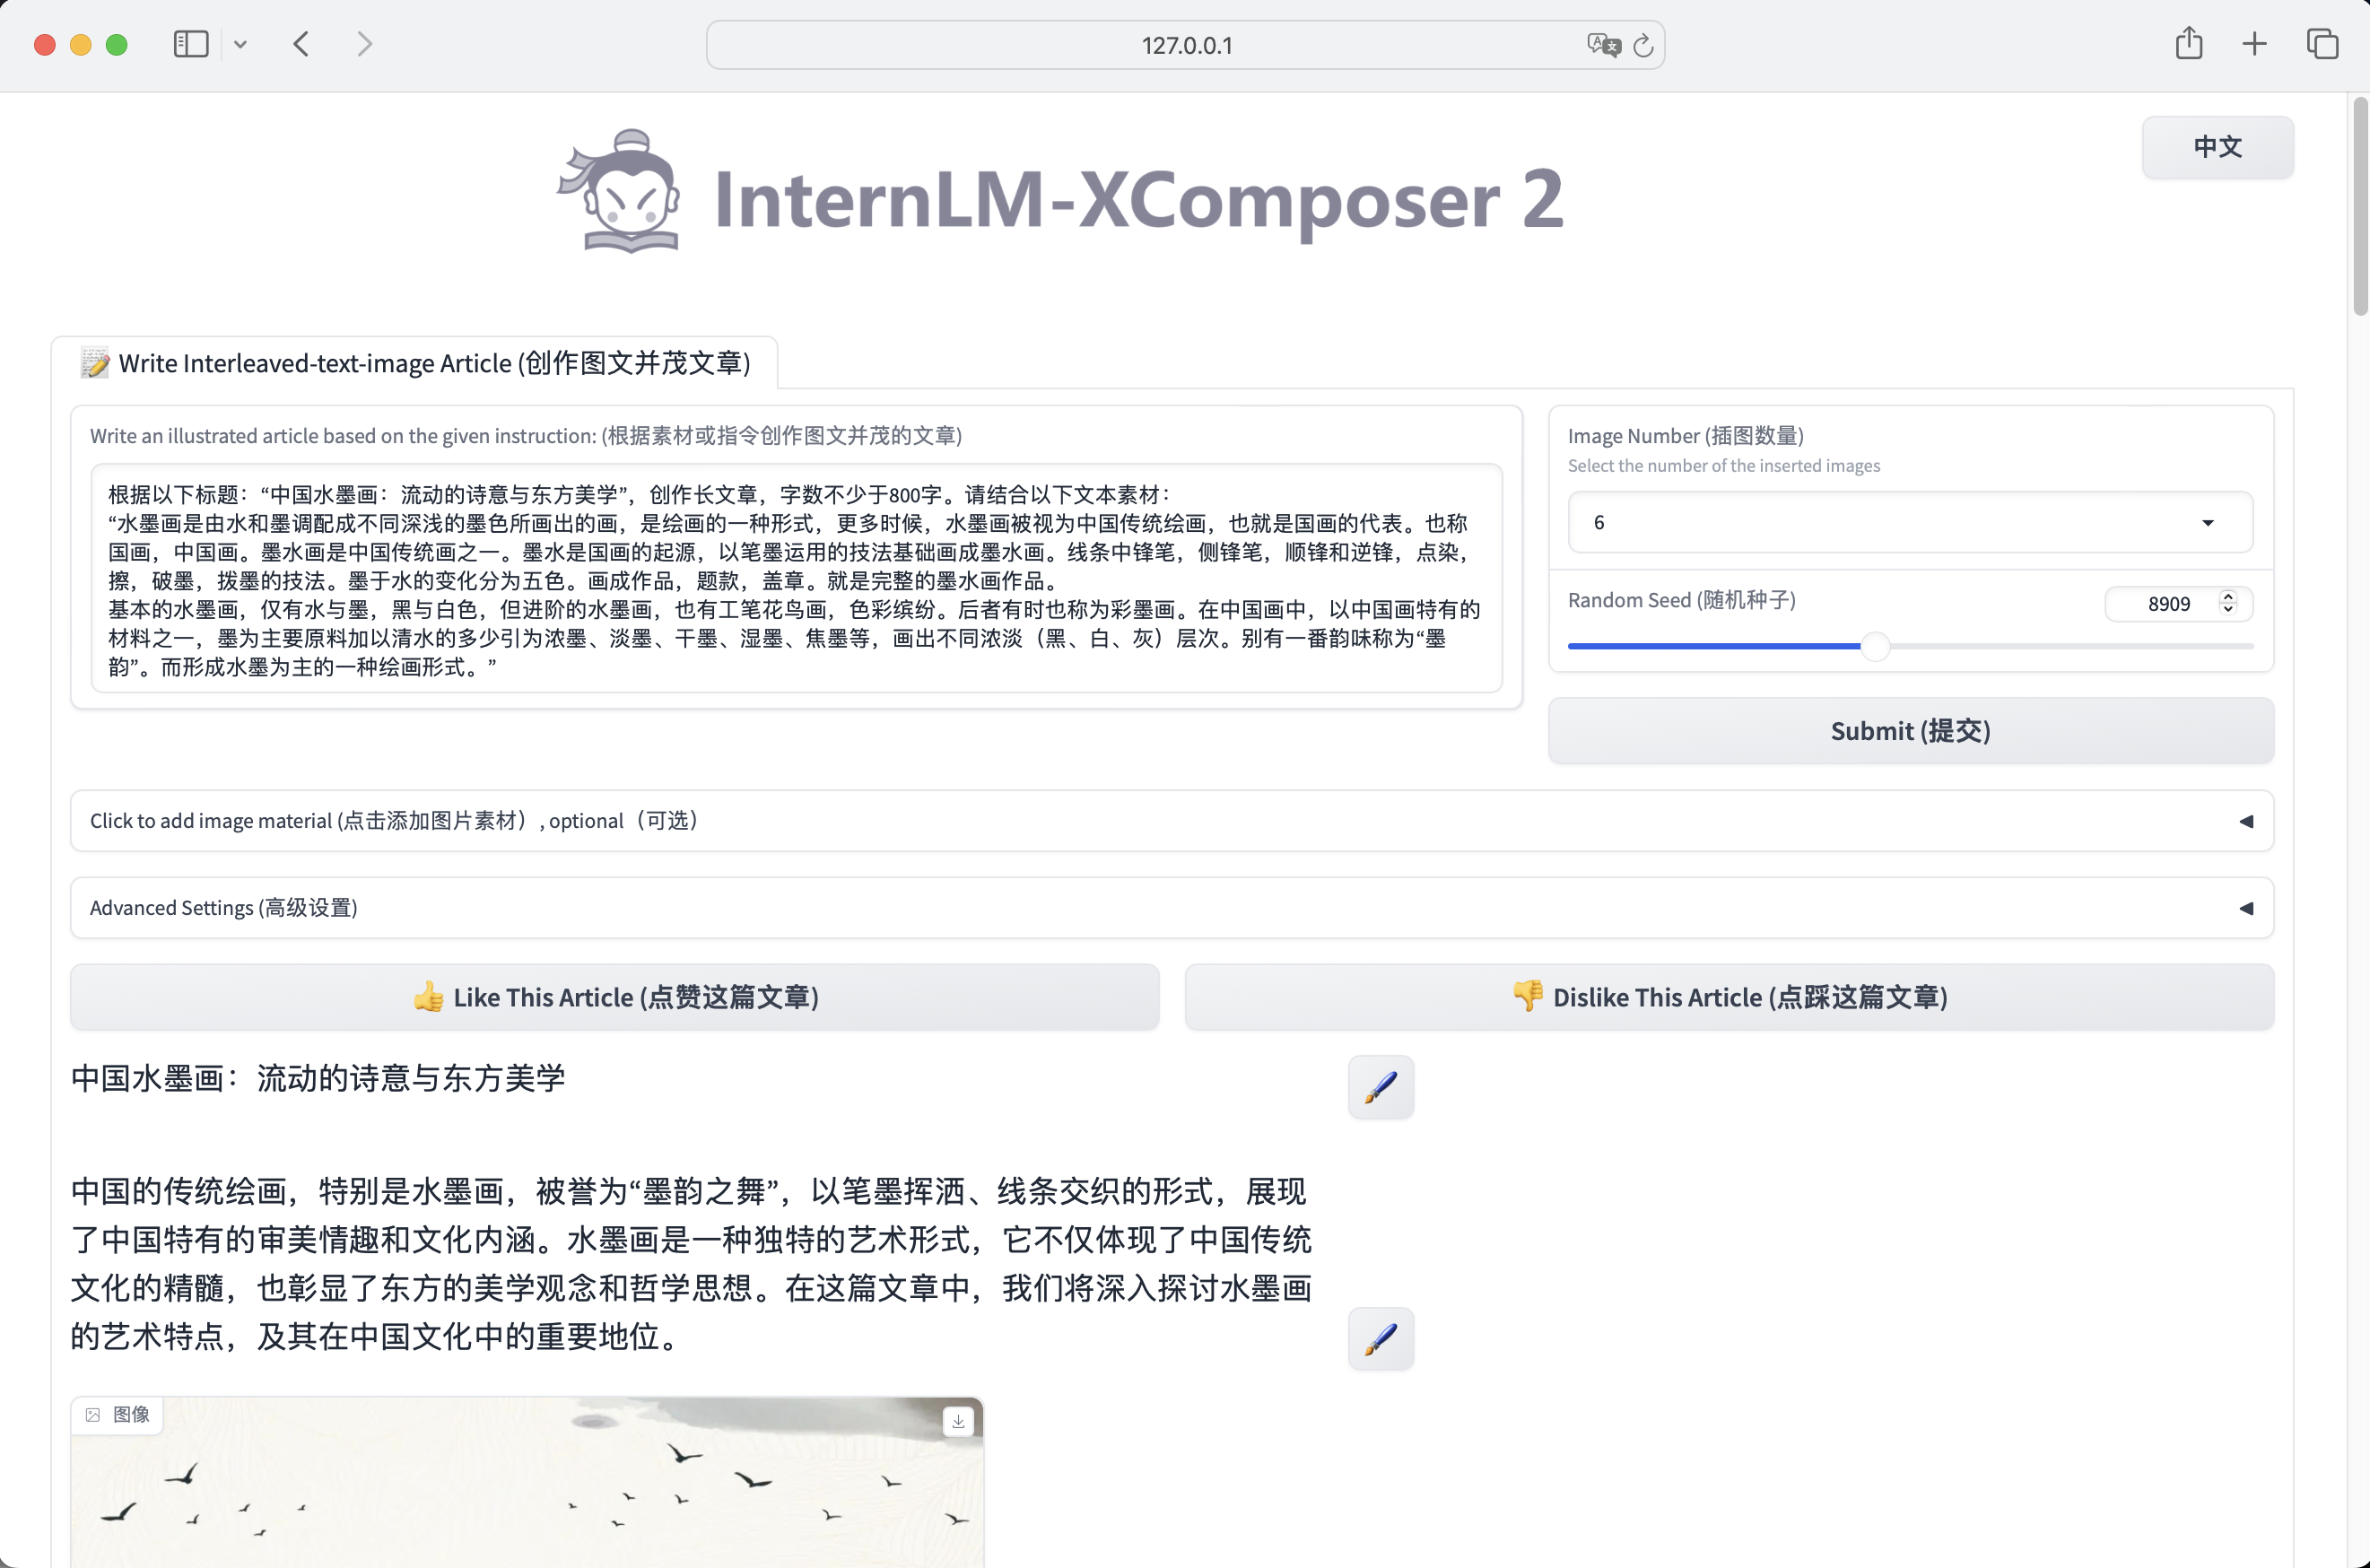 127.0.0.1
中文
InternLM-XComposer 2
Write Interleaved-text-image Article (创作图文并茂文章)
Write an illustrated article based on the given instruction: (根据素材或指令创作图文并茂的文章)
根据以下标题：“中国水墨画：流动的诗意与东方美学”，创作长文章，字数不少于800字。请结合以下文本素材：
“水墨画是由水和墨调配成不同深浅的墨色所画出的画，是绘画的一种形式，更多时候，水墨画被视为中国传统绘画，也就是国画的代表。也称
国画，中国画。墨水画是中国传统画之一。墨水是国画的起源，以笔墨运用的技法基础画成墨水画。线条中锋笔，侧锋笔，顺锋和逆锋，点染，
擦，破墨，拨墨的技法。墨于水的变化分为五色。画成作品，题款，盖章。就是完整的墨水画作品。
基本的水墨画，仅有水与墨，黑与白色，但进阶的水墨画，也有工笔花鸟画，色彩缤纷。后者有时也称为彩墨画。在中国画中，以中国画特有的
材料之一，墨为主要原料加以清水的多少引为浓墨、淡墨、干墨、湿墨、焦墨等，画出不同浓淡（黑、白、灰）层次。别有一番韵味称为“墨
韵”。而形成水墨为主的一种绘画形式。”
Image Number (插图数量)
Select the number of the inserted images
6
Random Seed (随机种子)
8909
Submit (提交)
Click to add image material (点击添加图片素材）, optional（可选）
Advanced Settings (高级设置)
Like This Article (点赞这篇文章)
Dislike This Article (点踩这篇文章)
中国水墨画：流动的诗意与东方美学
中国的传统绘画，特别是水墨画，被誉为“墨韵之舞”，以笔墨挥洒、线条交织的形式，展现
了中国特有的审美情趣和文化内涵。水墨画是一种独特的艺术形式，它不仅体现了中国传统
文化的精髓，也彰显了东方的美学观念和哲学思想。在这篇文章中，我们将深入探讨水墨画
的艺术特点，及其在中国文化中的重要地位。
图像